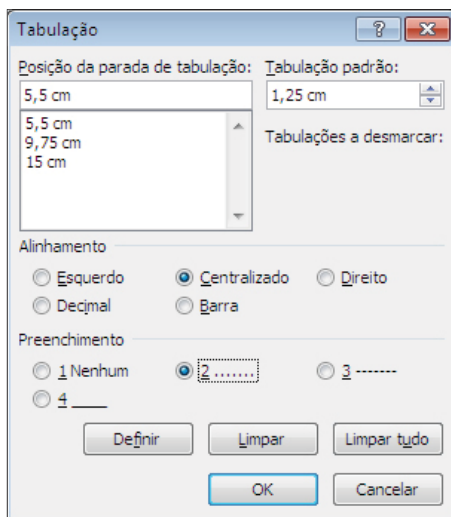 Tabulação
Posição da parada de tabulação: Tabulação padrão:
5,5 cm 1,25 cm
5,5 cm
9,75 cm
15 cm
Tabulações a desmarcar:
Alinhamento
Esquerdo Centralizado Direito
Decimal Barra
Preenchimento
1 Nenhum 2 ....... 3 -------
4 ___
Definir Limpar Limpar tudo
OK Cancelar